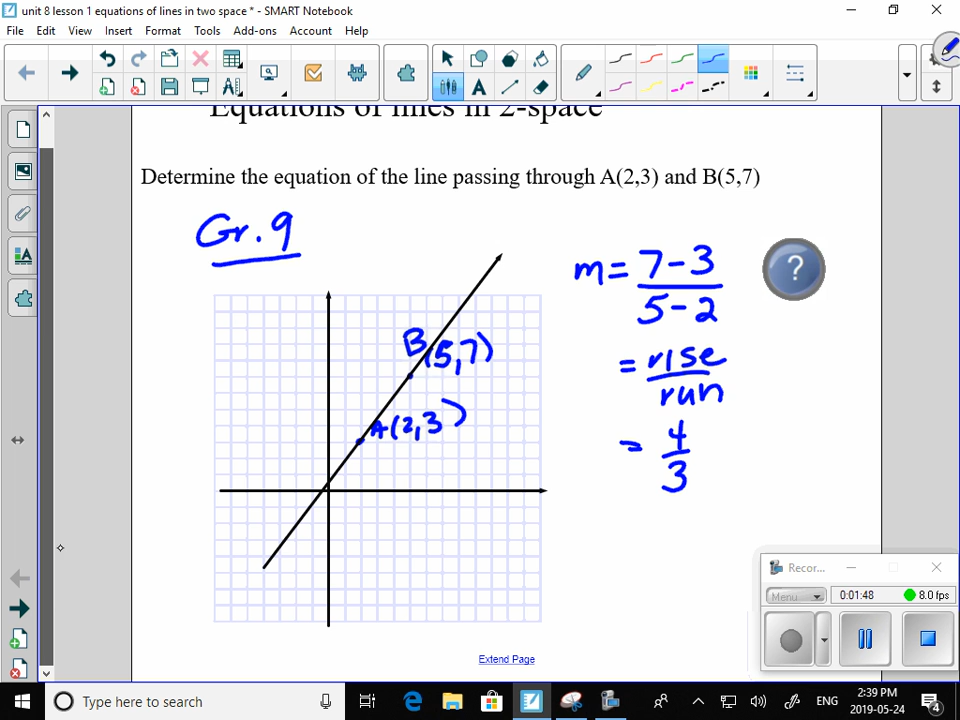 unit 8 lesson 1 equations of lines in two space * - SMART Notebook
File Edit View Insert Format Tools Add-ons Account Help
Equations of lines in 2-space
Determine the equation of the line passing through A(2,3) and B(5,7)
Gr. 9
m = 7-3
5-2
= rise
run
= 4
3
B(5,7)
A(2,3)
?
Recor...
Menu 0:01:48 8.0 fps
Extend Page
Type here to search
ENG
2:39 PM
2019-05-24
4